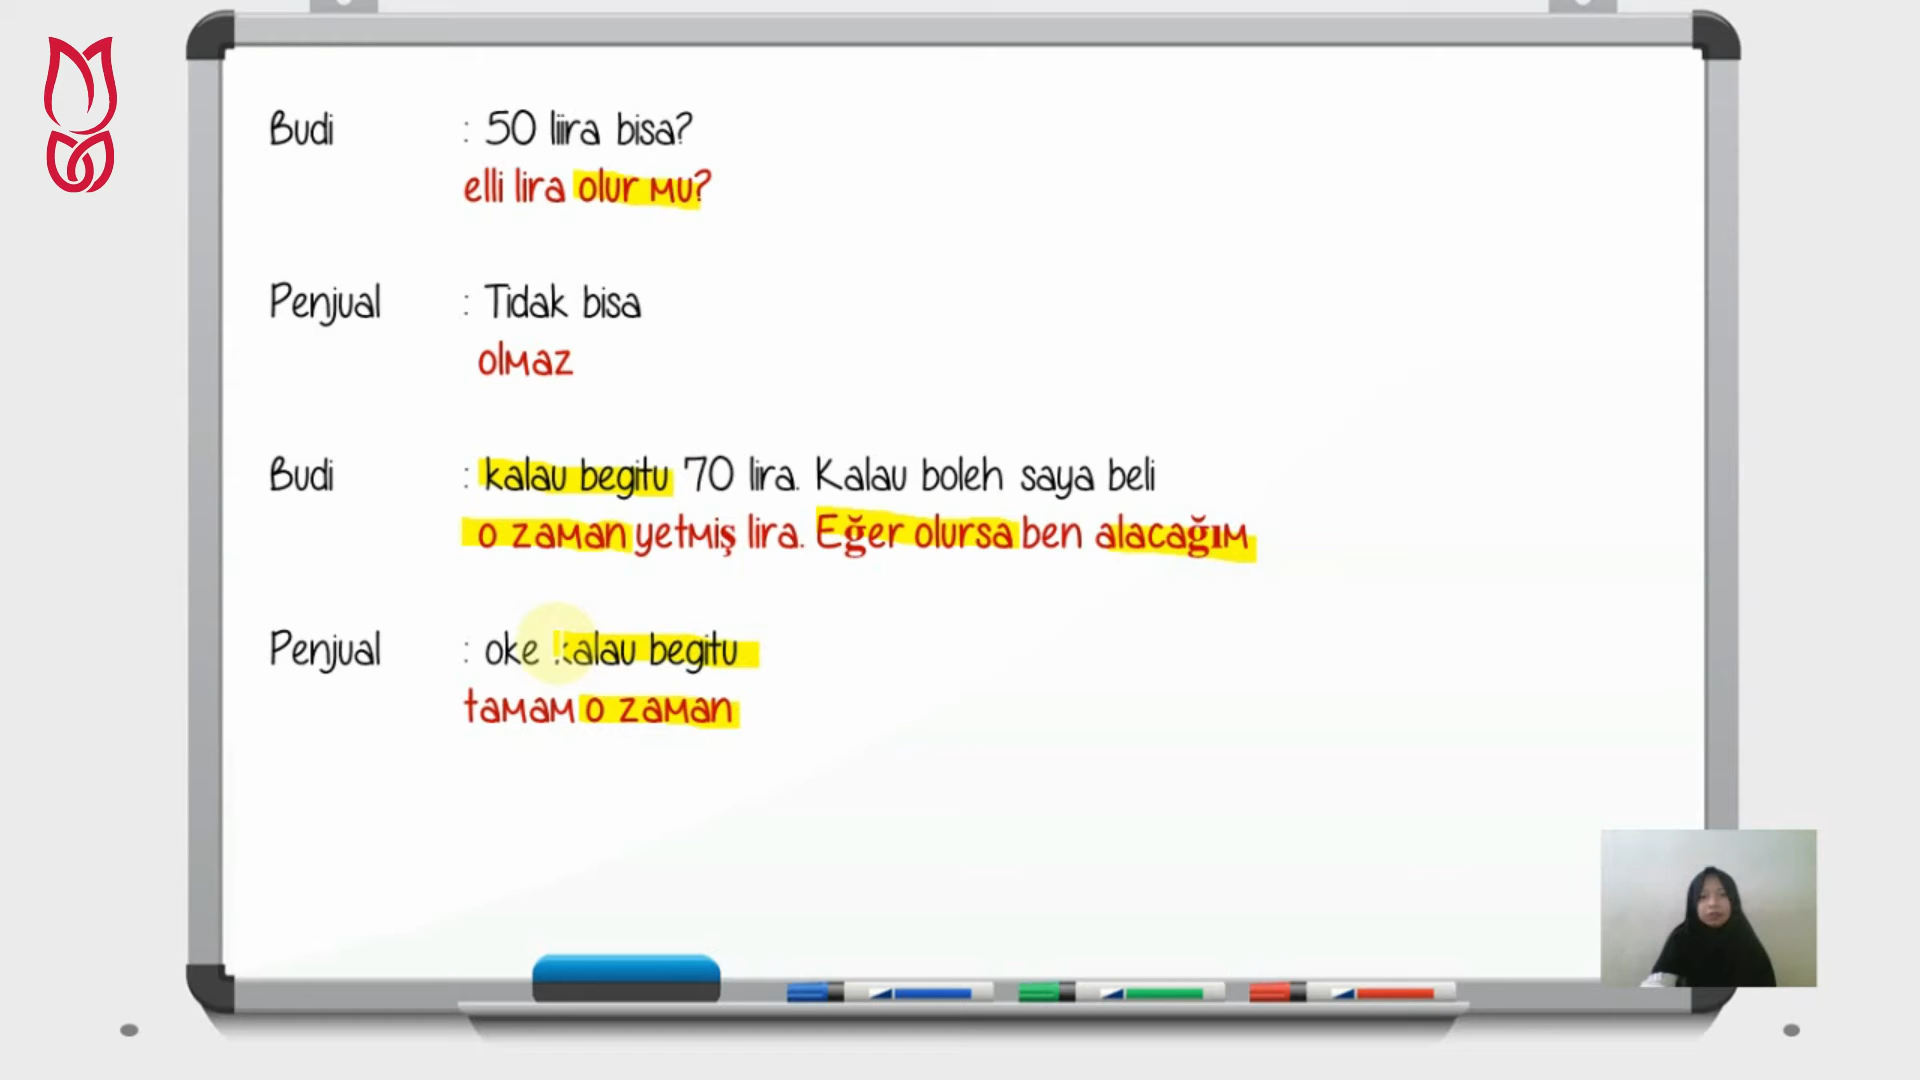 Budi : 50 liira bisa?
elli lira olur mu?
Penjual : Tidak bisa
olmaz
Budi : kalau begitu 70 lira. Kalau boleh saya beli
o zaman yetmiş lira. Eğer olursa ben alacağım
Penjual : oke kalau begitu
tamam o zaman